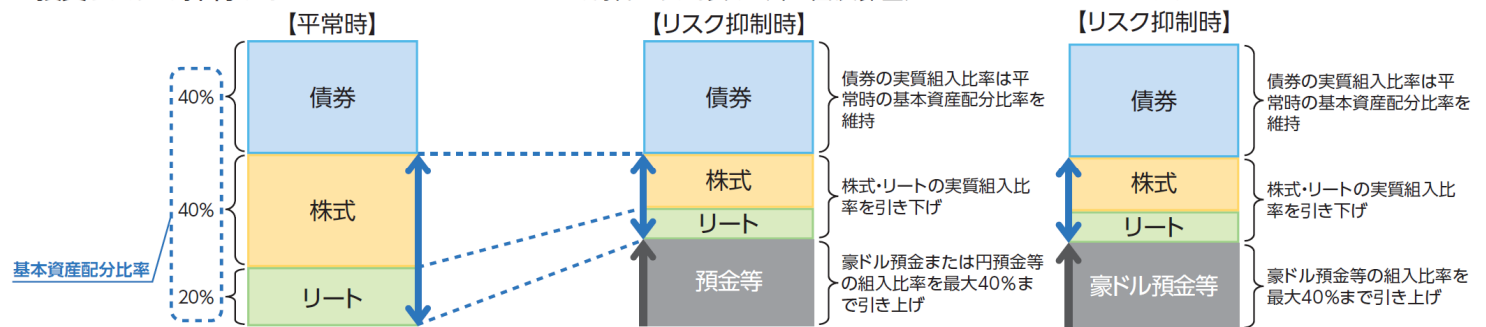 【平常時】
40%
債券
40%
株式
20%
リート
基本資産配分比率
【リスク抑制時】
債券
株式
リート
預金等
債券の実質組入比率は平
常時の基本資産配分比率を
維持
株式・リートの実質組入比
率を引き下げ
豪ドル預金または円預金等
の組入比率を最大40%ま
で引き上げ
【リスク抑制時】
債券
株式
リート
豪ドル預金等
債券の実質組入比率は平
常時の基本資産配分比率を
維持
株式・リートの実質組入比
率を引き下げ
豪ドル預金等の組入比率を
最大40%まで引き上げ